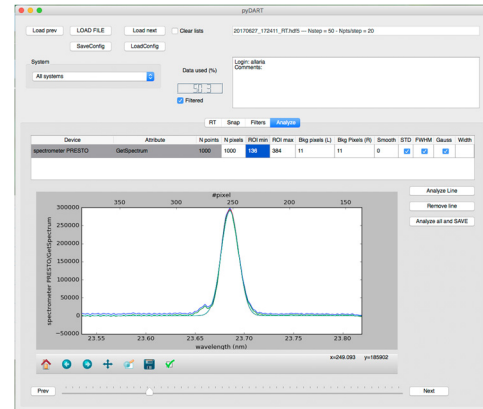 pyDART
Load prev LOAD FILE Load next Clear lists 20170627_172411_RT.hdf5 --- Nstep = 50 - Npts/step = 20
SaveConfig LoadConfig
System
All systems
Data used (%)
50.3
Filtered
Login: allaria
Comments:
RT Snap Filters Analyze
Device Attribute N points N pixels ROI min ROI max Bkg pixels (L) Bkg Pixels (R) Smooth STD FWHM Gauss Width
spectrometer PRESTO GetSpectrum 1000 1000 136 384 11 11 0
Analyze Line
Remove line
Analyze all and SAVE
#pixel
350 300 250 200 150
300000
250000
200000
150000
100000
50000
0
−50000
spectrometer PRESTO/GetSpectrum
23.55 23.60 23.65 23.70 23.75 23.80
wavelength (nm)
x=249.093 y=185902
Prev Next